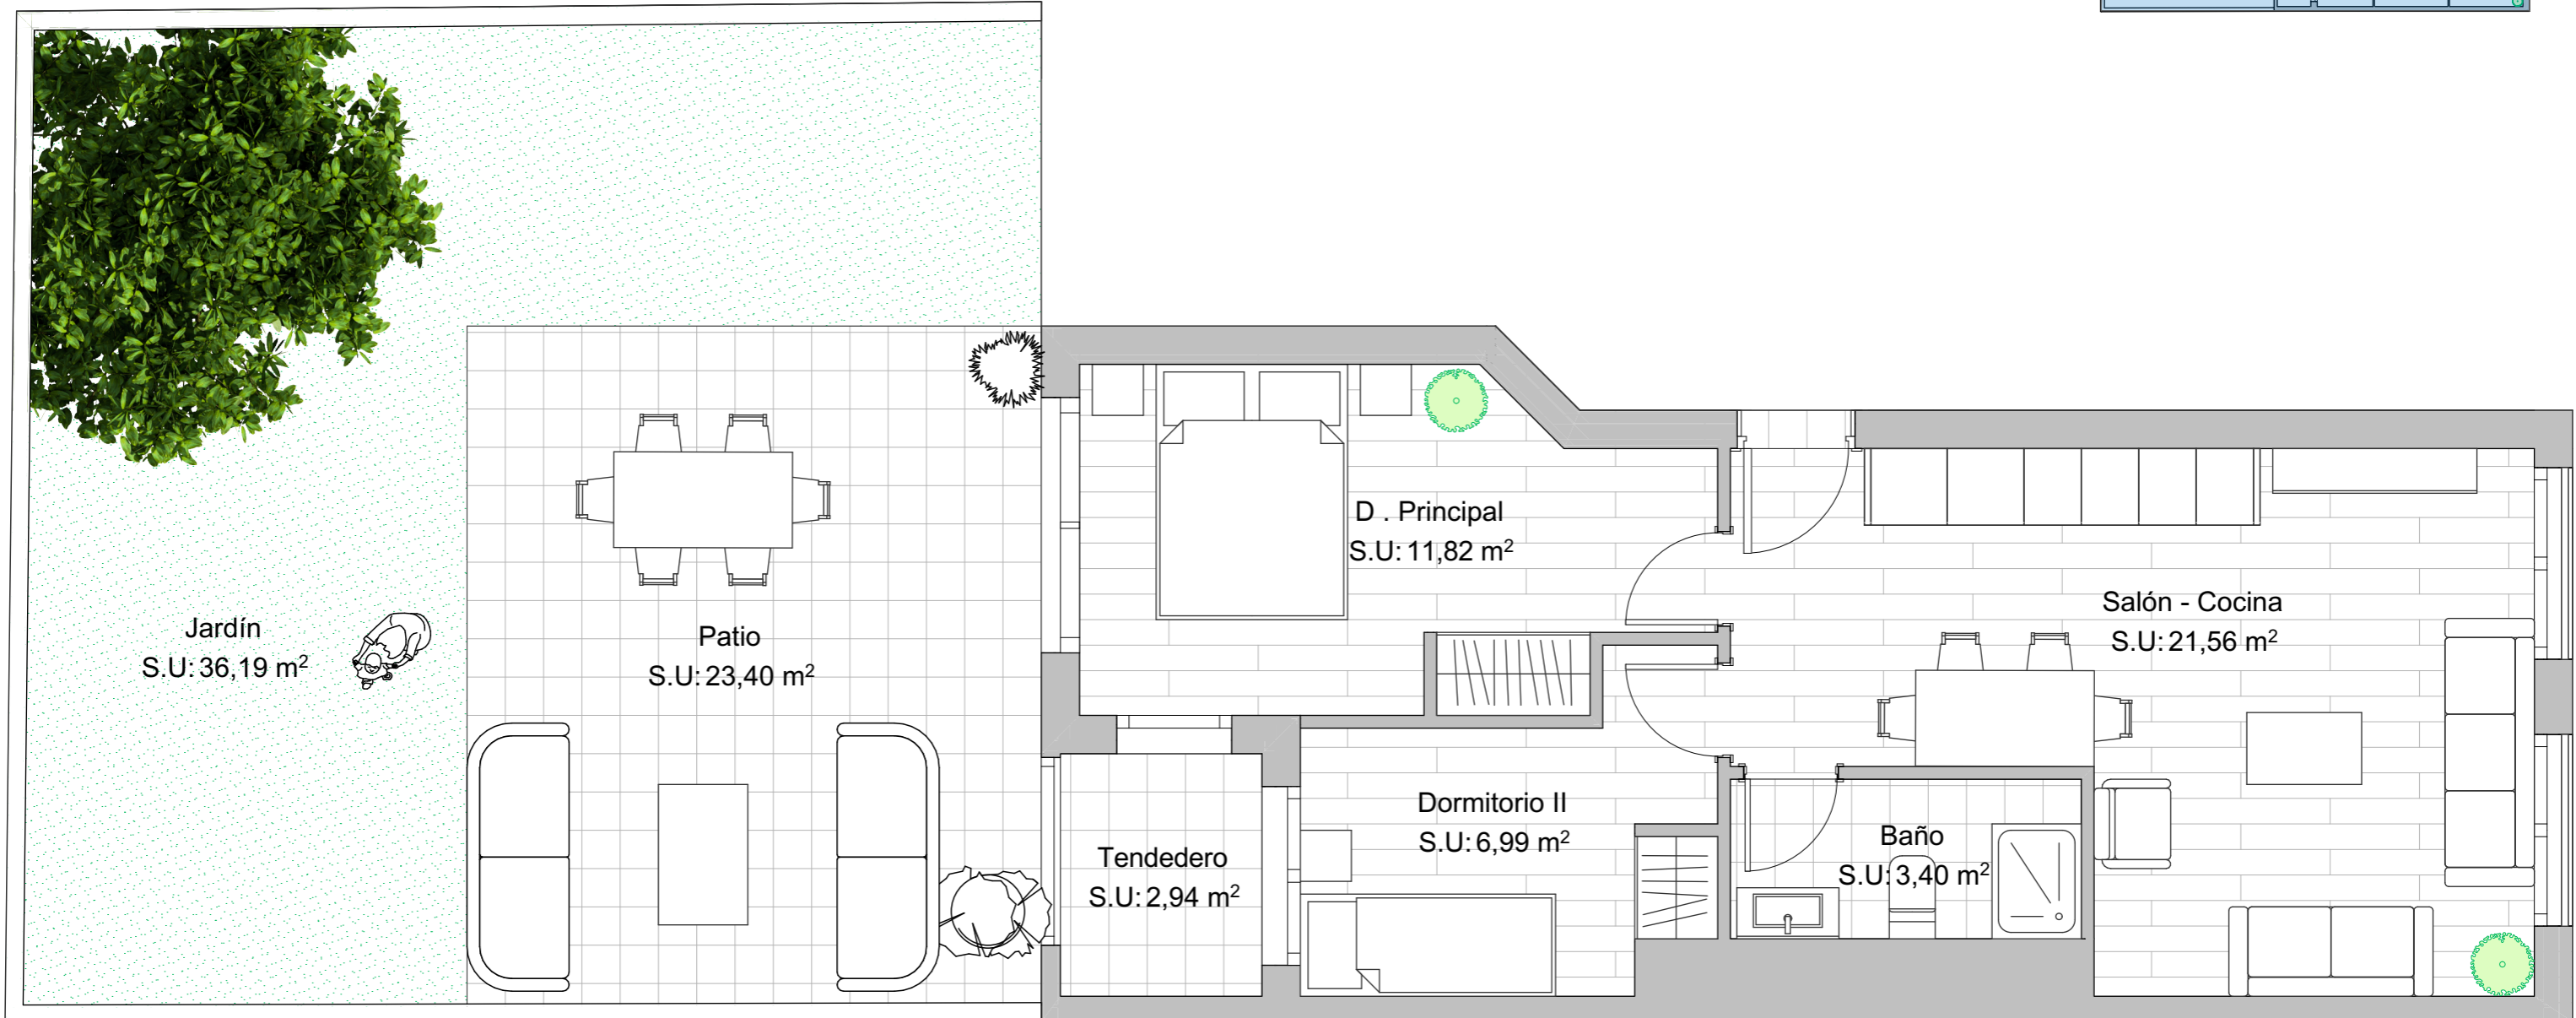 D . Principal
S.U: 11,82 m²
Salón - Cocina
S.U: 21,56 m²
Jardín
S.U: 36,19 m²
Patio
S.U: 23,40 m²
Dormitorio II
S.U: 6,99 m²
Baño
S.U: 3,40 m²
Tendedero
S.U: 2,94 m²